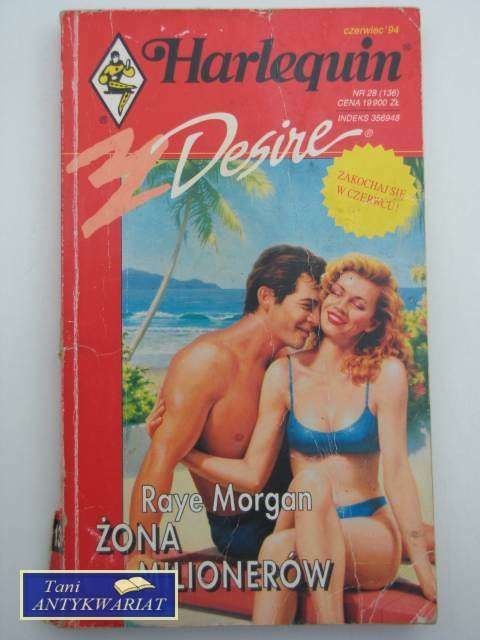 czerwiec '94
Harlequin®
NR 28 (136)
CENA 19 900 ZŁ
INDEKS 356948
Desire®
ZAKOCHAJ SIĘ
W CZERWCU!
Raye Morgan
ŻONA
MILIONERÓW
Tani
ANTYKWARIAT